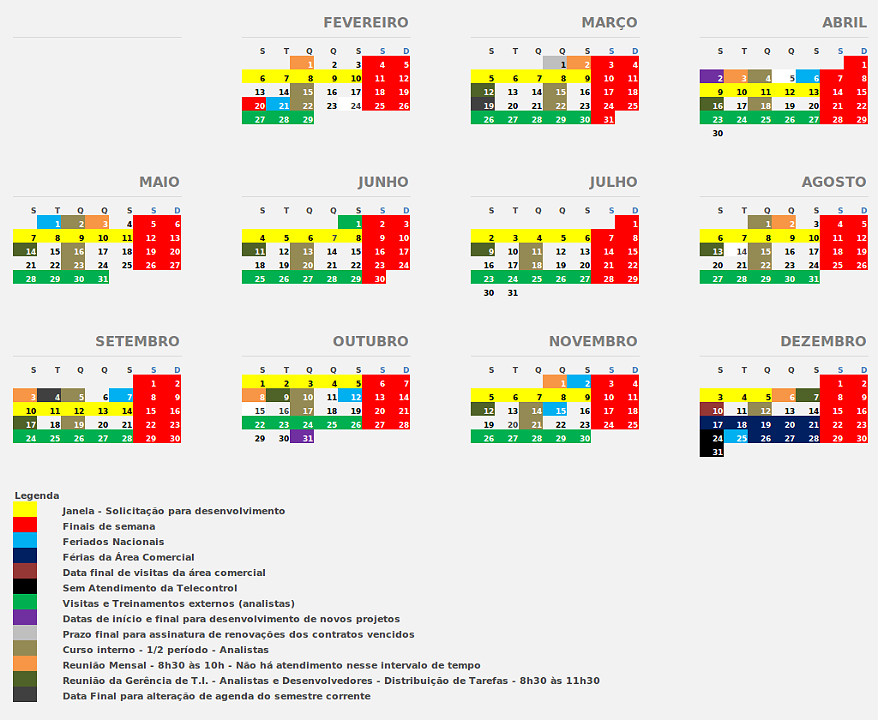 FEVEREIRO MARÇO ABRIL
S T Q Q S S D S T Q Q S S D S T Q Q S S D
1 2 3 4 5 1 2 3 4 1
6 7 8 9 10 11 12 5 6 7 8 9 10 11 2 3 4 5 6 7 8
13 14 15 16 17 18 19 12 13 14 15 16 17 18 9 10 11 12 13 14 15
20 21 22 23 24 25 26 19 20 21 22 23 24 25 16 17 18 19 20 21 22
27 28 29 26 27 28 29 30 31 23 24 25 26 27 28 29
30
MAIO JUNHO JULHO AGOSTO
S T Q Q S S D S T Q Q S S D S T Q Q S S D S T Q Q S S D
1 2 3 4 5 6 1 2 3 1 1 2 3 4 5
7 8 9 10 11 12 13 4 5 6 7 8 9 10 2 3 4 5 6 7 8 6 7 8 9 10 11 12
14 15 16 17 18 19 20 11 12 13 14 15 16 17 9 10 11 12 13 14 15 13 14 15 16 17 18 19
21 22 23 24 25 26 27 18 19 20 21 22 23 24 16 17 18 19 20 21 22 20 21 22 23 24 25 26
28 29 30 31 25 26 27 28 29 30 23 24 25 26 27 28 29 27 28 29 30 31
30 31
SETEMBRO OUTUBRO NOVEMBRO DEZEMBRO
S T Q Q S S D S T Q Q S S D S T Q Q S S D S T Q Q S S D
1 2 1 2 3 4 5 6 7 1 2 3 4 1 2
3 4 5 6 7 8 9 8 9 10 11 12 13 14 5 6 7 8 9 10 11 3 4 5 6 7 8 9
10 11 12 13 14 15 16 15 16 17 18 19 20 21 12 13 14 15 16 17 18 10 11 12 13 14 15 16
17 18 19 20 21 22 23 22 23 24 25 26 27 28 19 20 21 22 23 24 25 17 18 19 20 21 22 23
24 25 26 27 28 29 30 29 30 31 26 27 28 29 30 24 25 26 27 28 29 30
31
Legenda
Janela - Solicitação para desenvolvimento
Finais de semana
Feriados Nacionais
Férias da Área Comercial
Data final de visitas da área comercial
Sem Atendimento da Telecontrol
Visitas e Treinamentos externos (analistas)
Datas de início e final para desenvolvimento de novos projetos
Prazo final para assinatura de renovações dos contratos vencidos
Curso interno - 1/2 período - Analistas
Reunião Mensal - 8h30 às 10h - Não há atendimento nesse intervalo de tempo
Reunião da Gerência de T.I. - Analistas e Desenvolvedores - Distribuição de Tarefas - 8h30 às 11h30
Data Final para alteração de agenda do semestre corrente